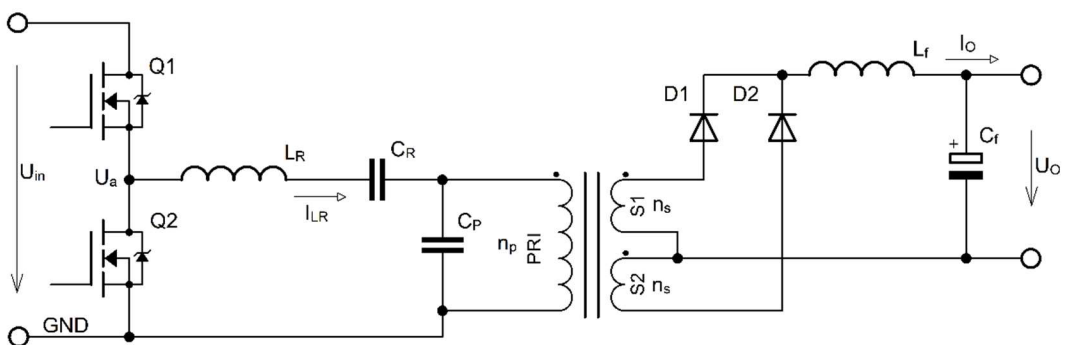 Q1
Uin
Ua
LR
CR
ILR
Q2
CP
np
PRI
GND
S1
ns
S2
ns
D1
D2
Lf
IO
+
Cf
UO